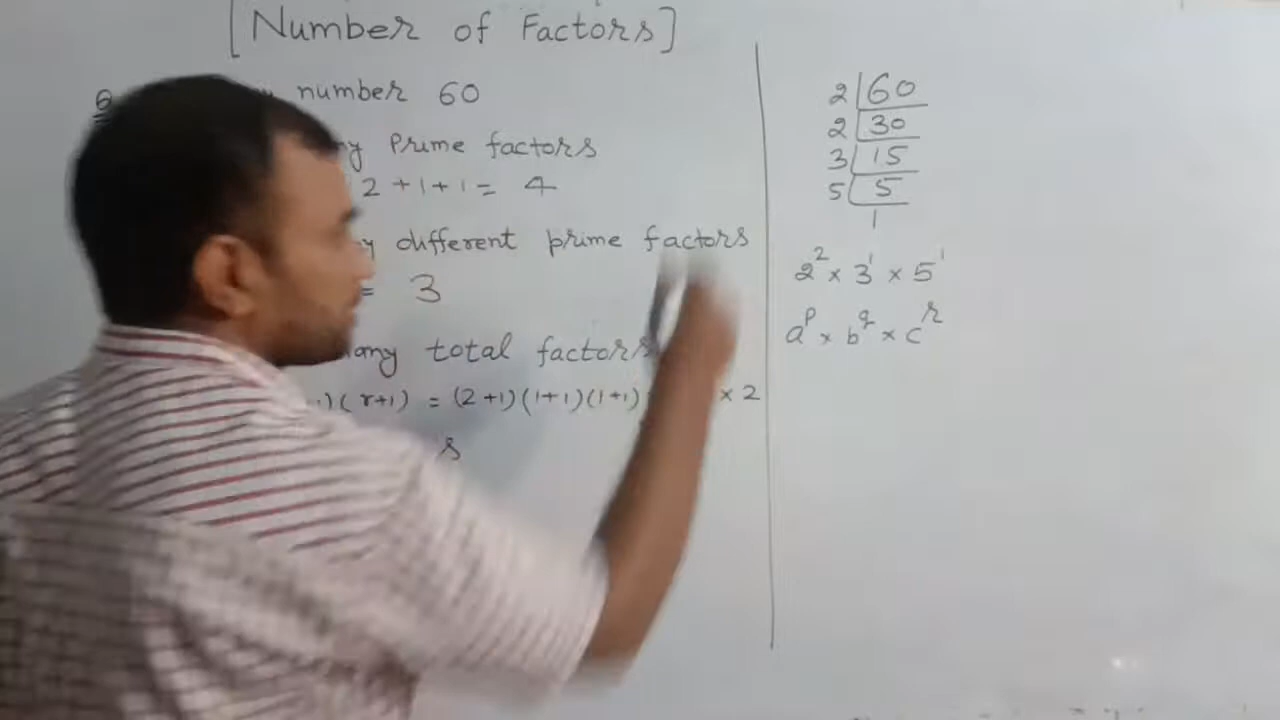 [Number of Factors]
number 60
Prime factors
2 + 1 + 1 = 4
different prime factors
= 3
many total factors
)(r+1) = (2+1)(1+1)(1+1) × 2
s
2 | 60
2 | 30
3 | 15
5 | 5
1
2² × 3¹ × 5¹
a^p × b^q × c^r